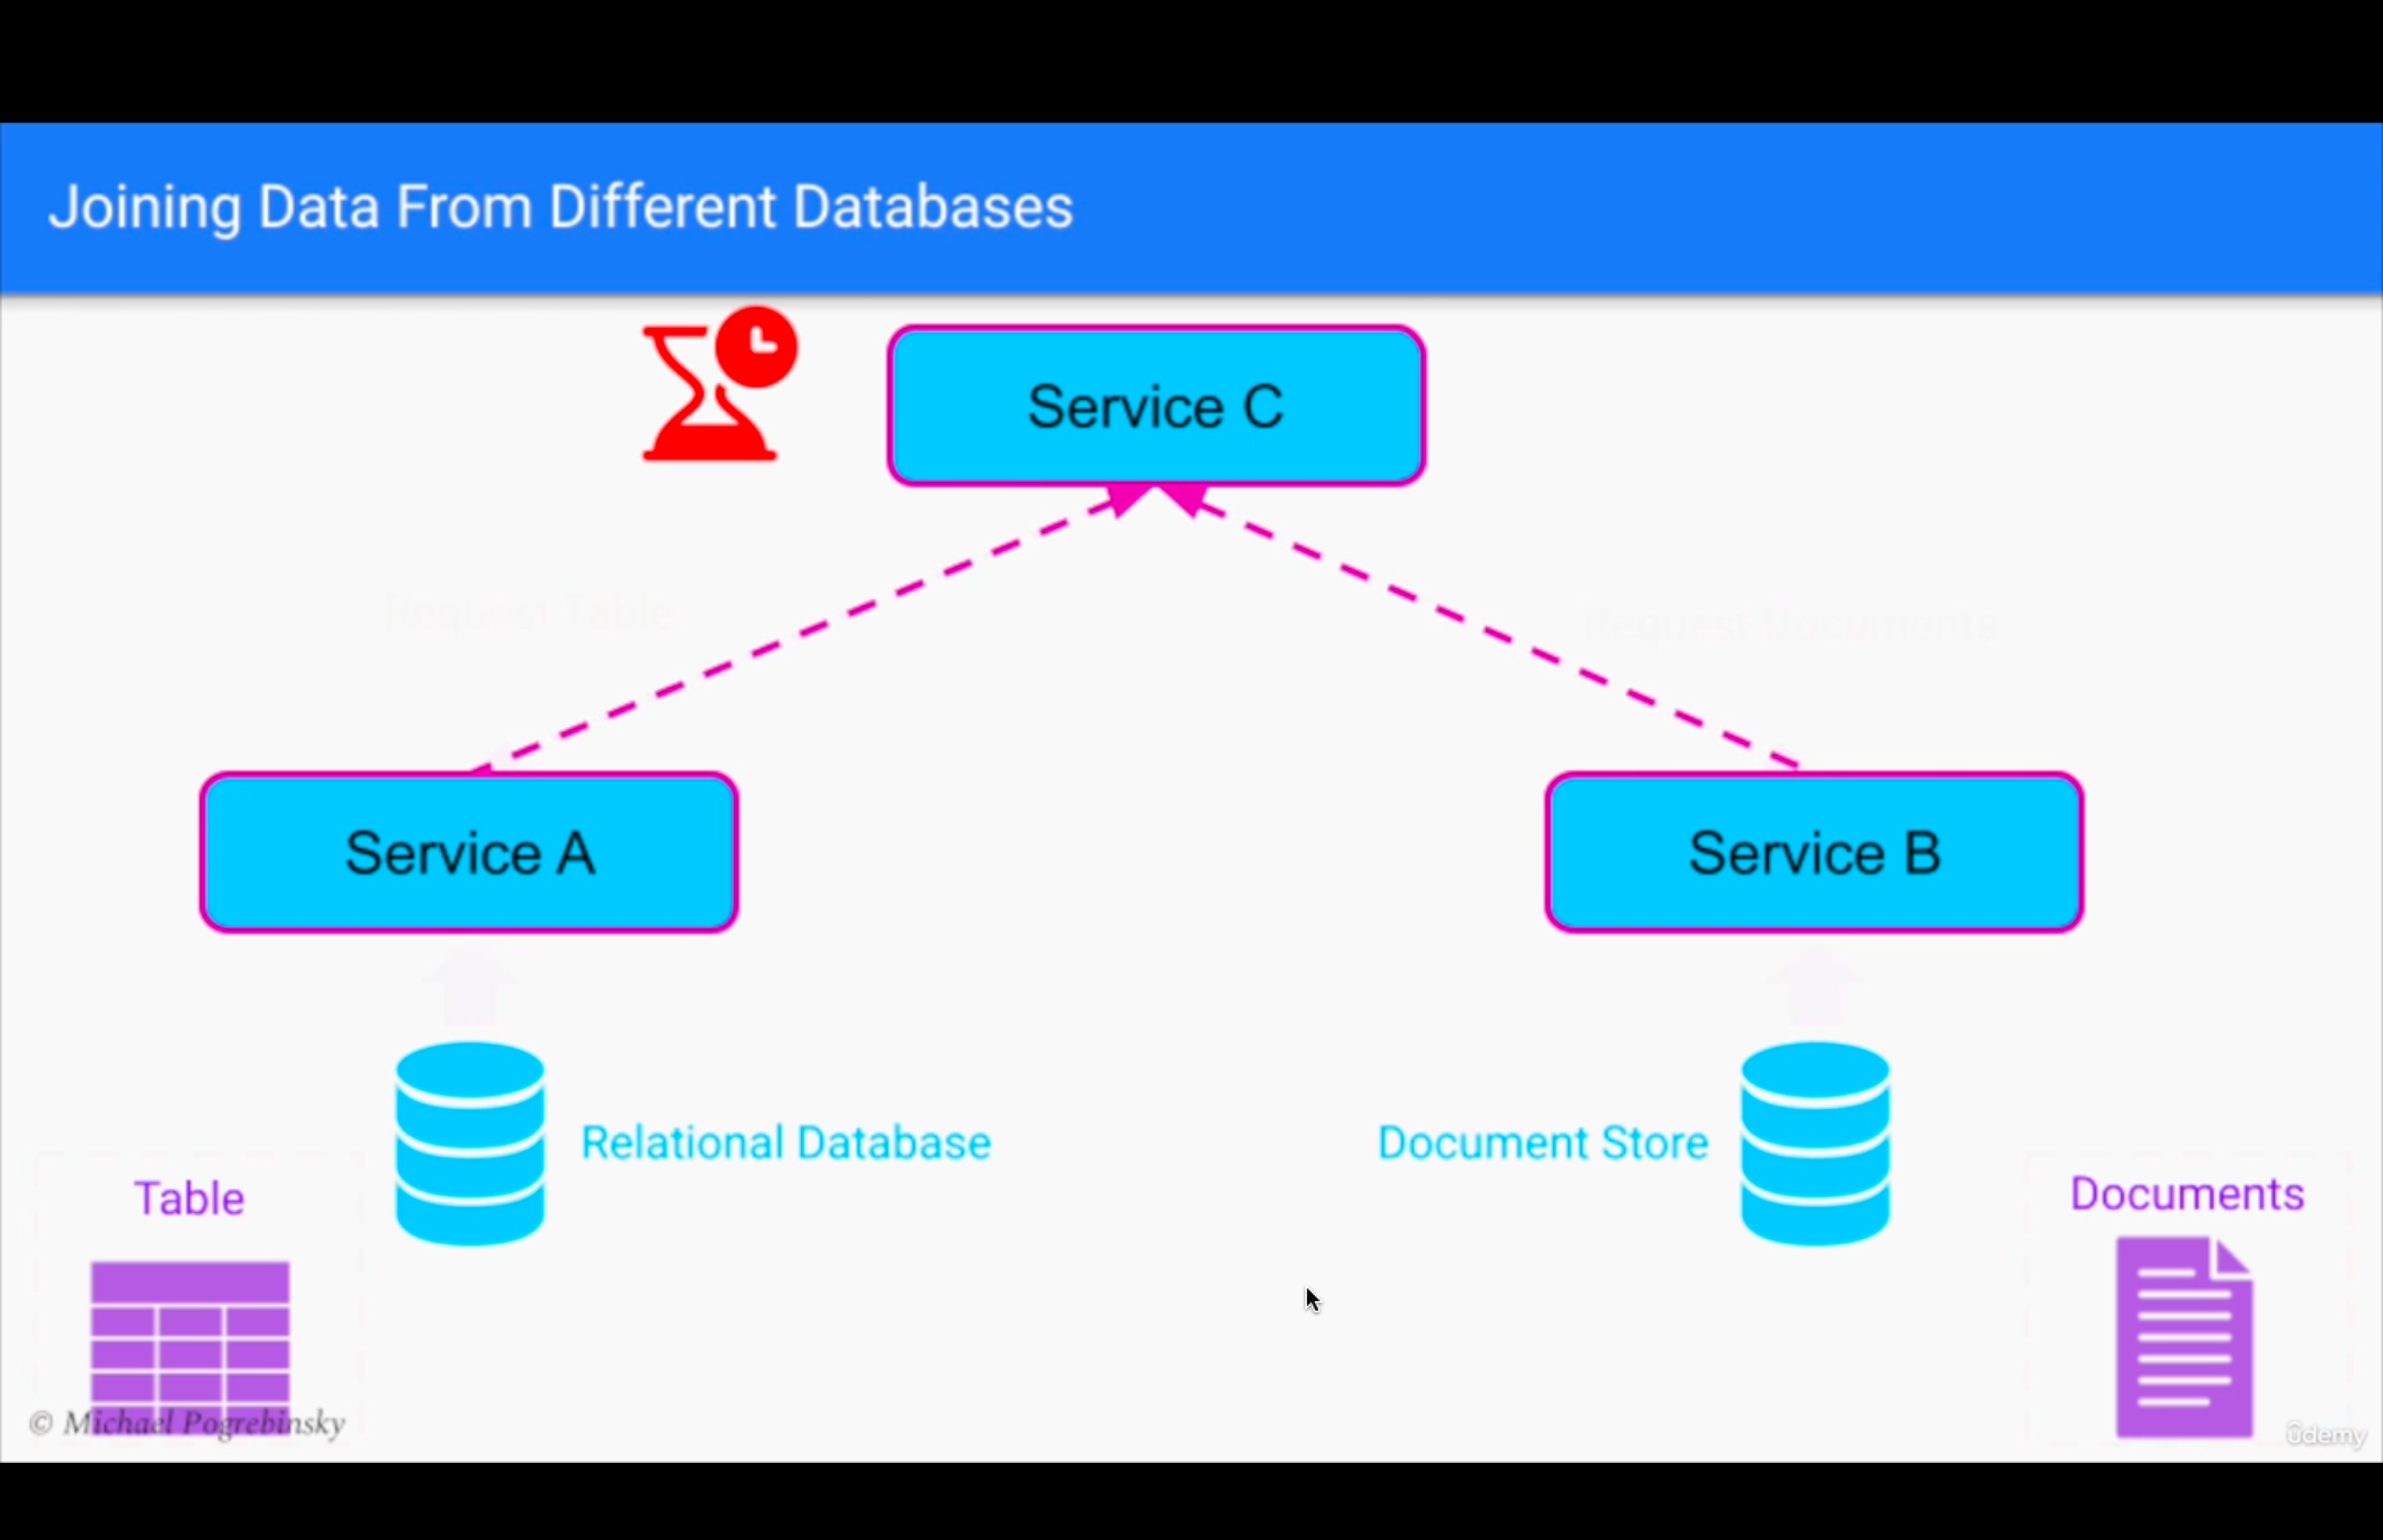 Joining Data From Different Databases
Service C
Request Table
Request Documents
Service A
Service B
Relational Database
Document Store
Table
Documents
© Michael Pogrebinsky
ûdemy